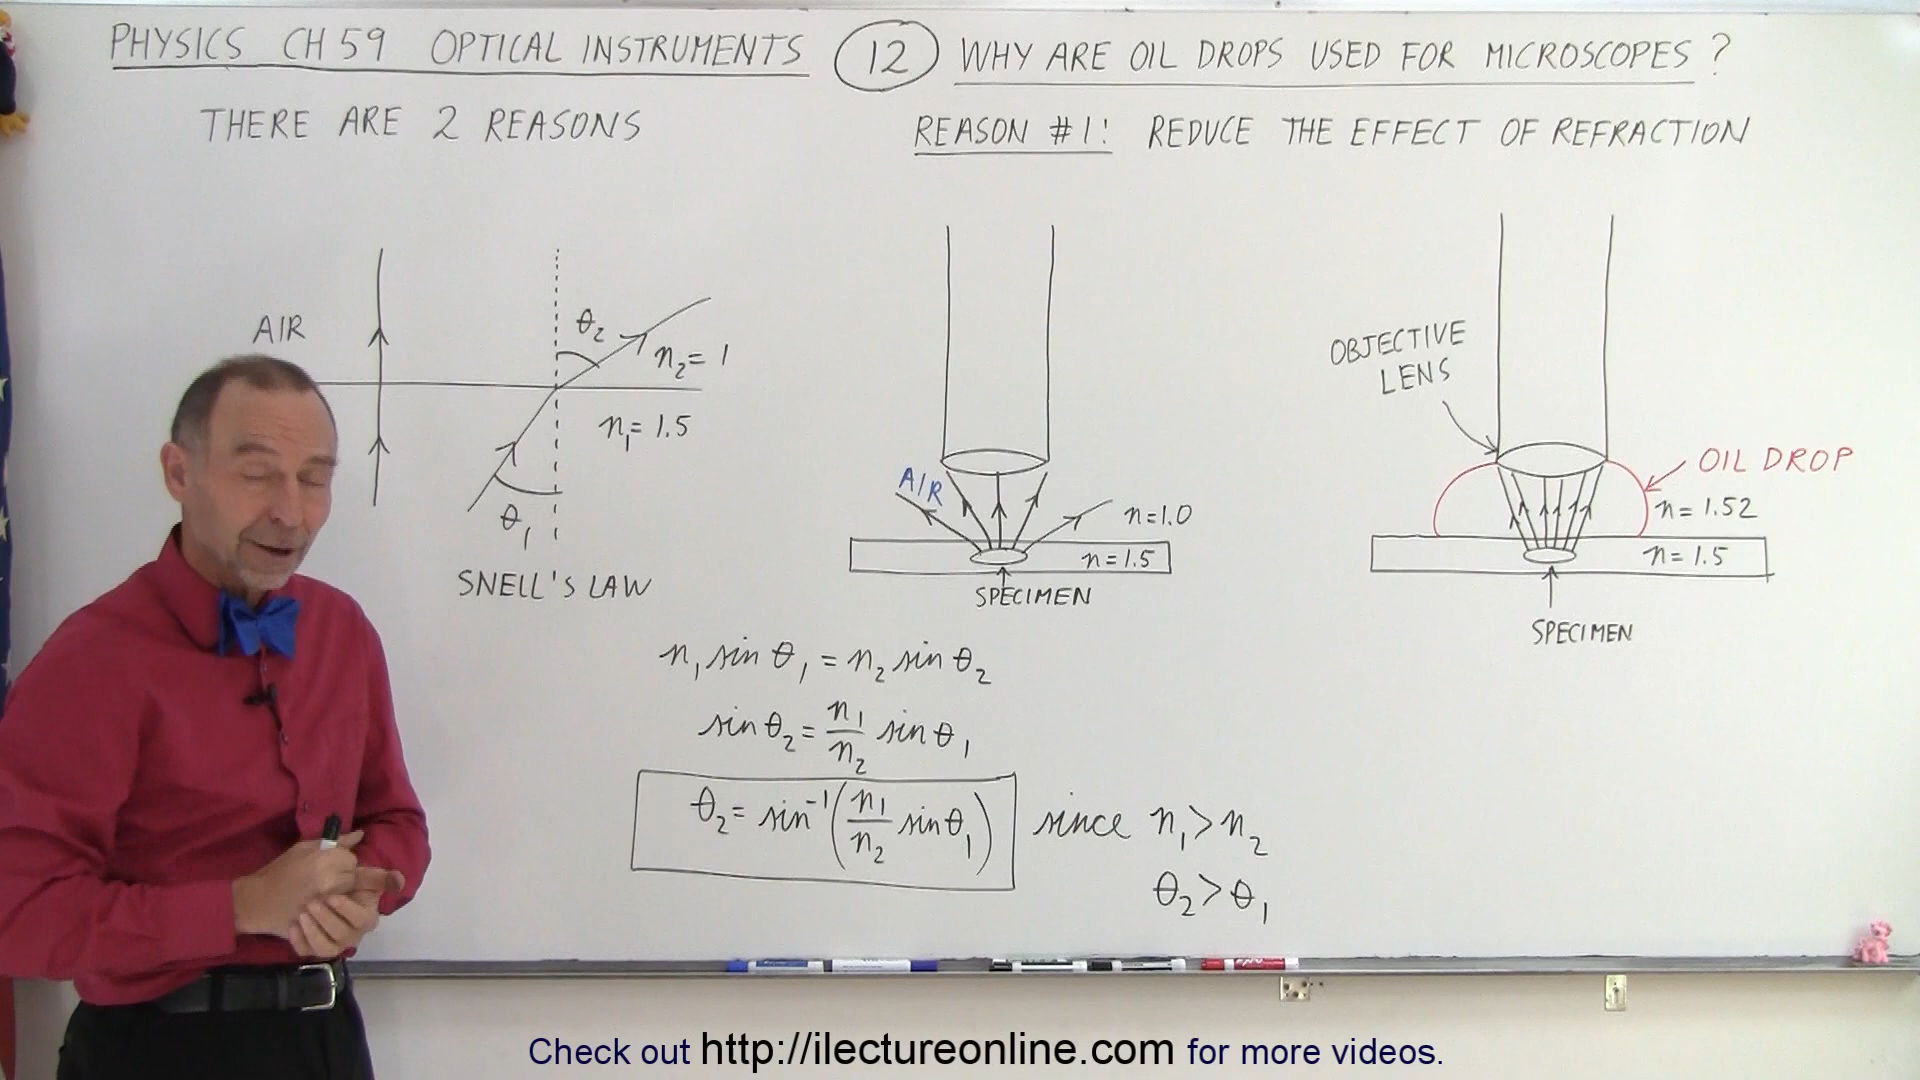 PHYSICS CH 59 OPTICAL INSTRUMENTS 12 WHY ARE OIL DROPS USED FOR MICROSCOPES?
THERE ARE 2 REASONS
REASON #1: REDUCE THE EFFECT OF REFRACTION
AIR
θ₂
n₂ = 1
n₁ = 1.5
θ₁
SNELL'S LAW
AIR
n=1.0
n=1.5
SPECIMEN
OBJECTIVE
LENS
OIL DROP
n= 1.52
n= 1.5
SPECIMEN
n₁ sin θ₁ = n₂ sin θ₂
sin θ₂ = n₁/n₂ sin θ₁
θ₂ = sin⁻¹(n₁/n₂ sin θ₁) since n₁ > n₂
θ₂ > θ₁
Check out http://ilectureonline.com for more videos.